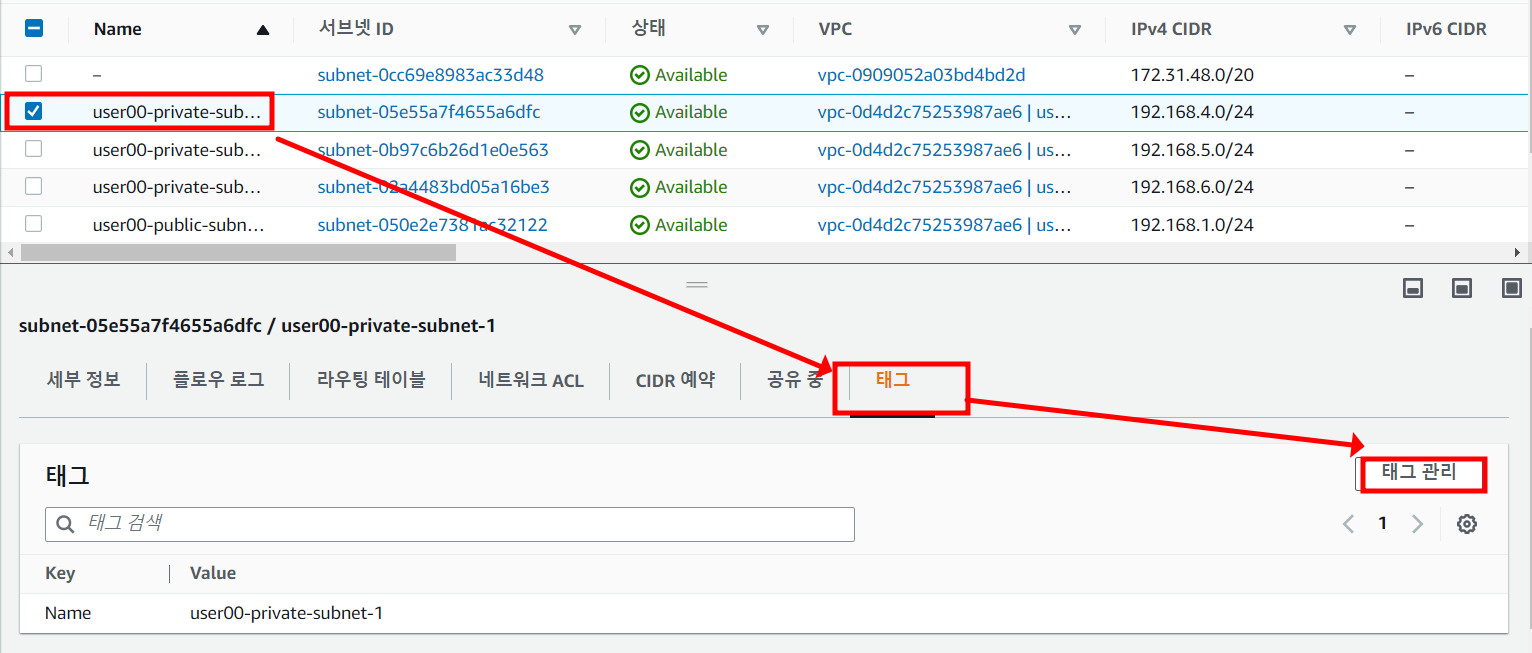 Name 서브넷 ID 상태 VPC IPv4 CIDR IPv6 CIDR
– subnet-0cc69e8983ac33d48 Available vpc-0909052a03bd4bd2d 172.31.48.0/20 –
user00-private-sub... subnet-05e55a7f4655a6dfc Available vpc-0d4d2c75253987ae6 | us... 192.168.4.0/24 –
user00-private-sub... subnet-0b97c6b26d1e0e563 Available vpc-0d4d2c75253987ae6 | us... 192.168.5.0/24 –
user00-private-sub... subnet-02a4483bd05a16be3 Available vpc-0d4d2c75253987ae6 | us... 192.168.6.0/24 –
user00-public-subn... subnet-050e2e7381ac32122 Available vpc-0d4d2c75253987ae6 | us... 192.168.1.0/24 –
subnet-05e55a7f4655a6dfc / user00-private-subnet-1
세부 정보 플로우 로그 라우팅 테이블 네트워크 ACL CIDR 예약 공유 중 태그
태그 태그 관리
태그 검색 1
Key Value
Name user00-private-subnet-1